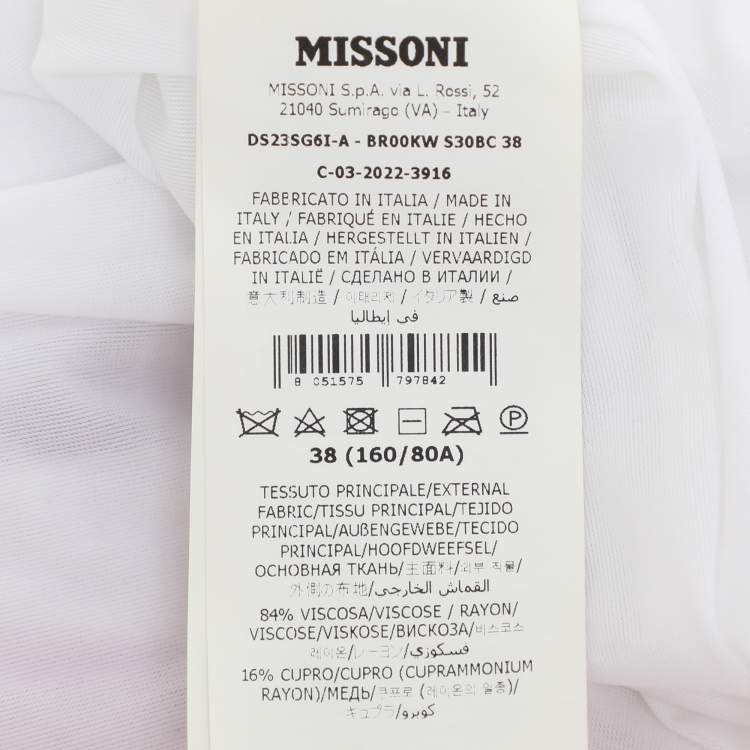 MISSONI
MISSONI S.p.A. via L. Rossi, 52
21040 Sumirago (VA) - Italy
DS23SG6I-A - BR00KW S30BC 38
C-03-2022-3916
FABBRICATO IN ITALIA / MADE IN
ITALY / FABRIQUÉ EN ITALIE / HECHO
EN ITALIA / HERGESTELLT IN ITALIEN /
FABRICADO EM ITÁLIA / VERVAARDIGD
IN ITALIË / СДЕЛАНО В ИТАЛИИ /
意大利制造 / 이태리제 / イタリア製 / صنع
في إيطاليا
8 051575 797842
38 (160/80A)
TESSUTO PRINCIPALE/EXTERNAL
FABRIC/TISSU PRINCIPAL/TEJIDO
PRINCIPAL/AUßENGEWEBE/TECIDO
PRINCIPAL/HOOFDWEEFSEL/
ОСНОВНАЯ ТКАНЬ/主面料/외부 직물/
外側の布地/القماش الخارجي/
84% VISCOSA/VISCOSE / RAYON/
VISCOSE/VISKOSE/ВИСКОЗА/비스코스
레이온/レーヨン/فسكوزي/
16% CUPRO/CUPRO (CUPRAMMONIUM
RAYON)/МЕДЬ/큐프로 (레이온의 일종)/
キュプラ/كوبرو